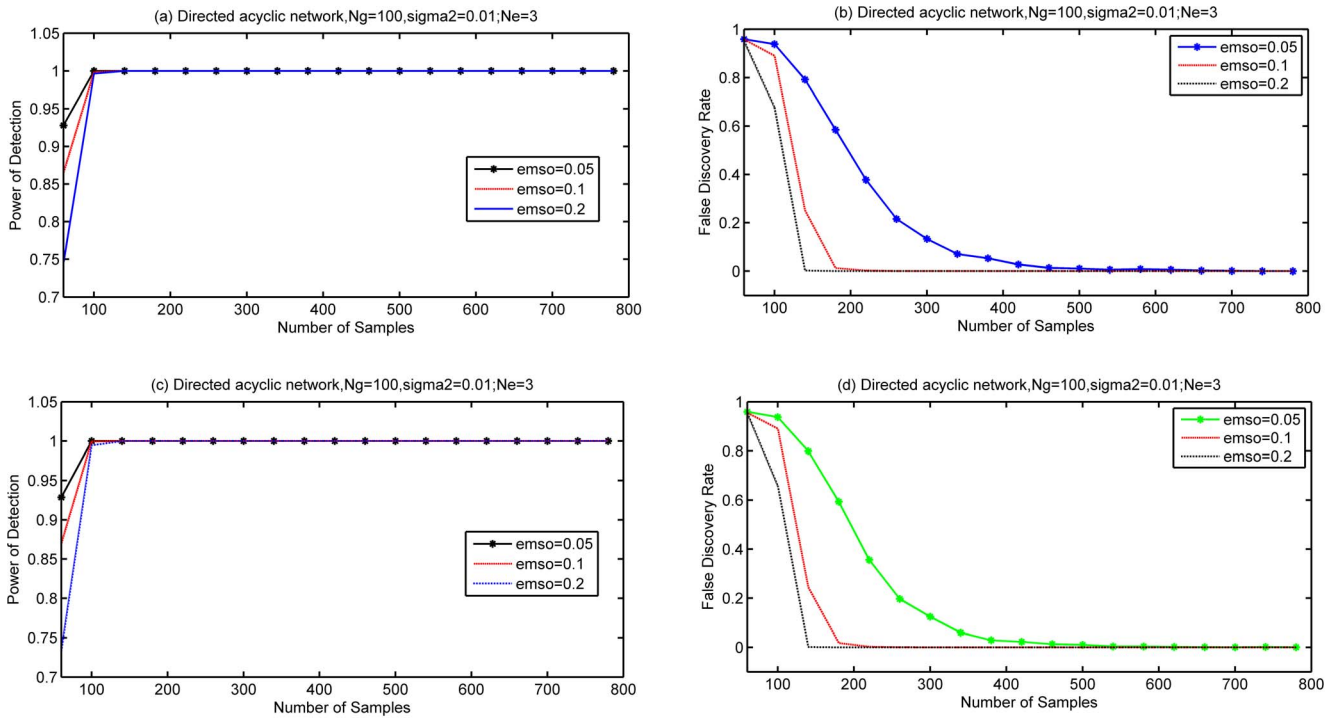 (a) Directed acyclic network,Ng=100,sigma2=0.01;Ne=3
1.05
1
0.95
0.9
0.85
0.8
0.75
0.7
Power of Detection
emso=0.05
emso=0.1
emso=0.2
100 200 300 400 500 600 700 800
Number of Samples
(b) Directed acyclic network,Ng=100,sigma2=0.01;Ne=3
1
0.8
0.6
0.4
0.2
0
False Discovery Rate
emso=0.05
emso=0.1
emso=0.2
100 200 300 400 500 600 700 800
Number of Samples
(c) Directed acyclic network,Ng=100,sigma2=0.01;Ne=3
1.05
1
0.95
0.9
0.85
0.8
0.75
0.7
Power of Detection
emso=0.05
emso=0.1
emso=0.2
100 200 300 400 500 600 700 800
Number of Samples
(d) Directed acyclic network,Ng=100,sigma2=0.01;Ne=3
1
0.8
0.6
0.4
0.2
0
False Discovery Rate
emso=0.05
emso=0.1
emso=0.2
100 200 300 400 500 600 700 800
Number of Samples